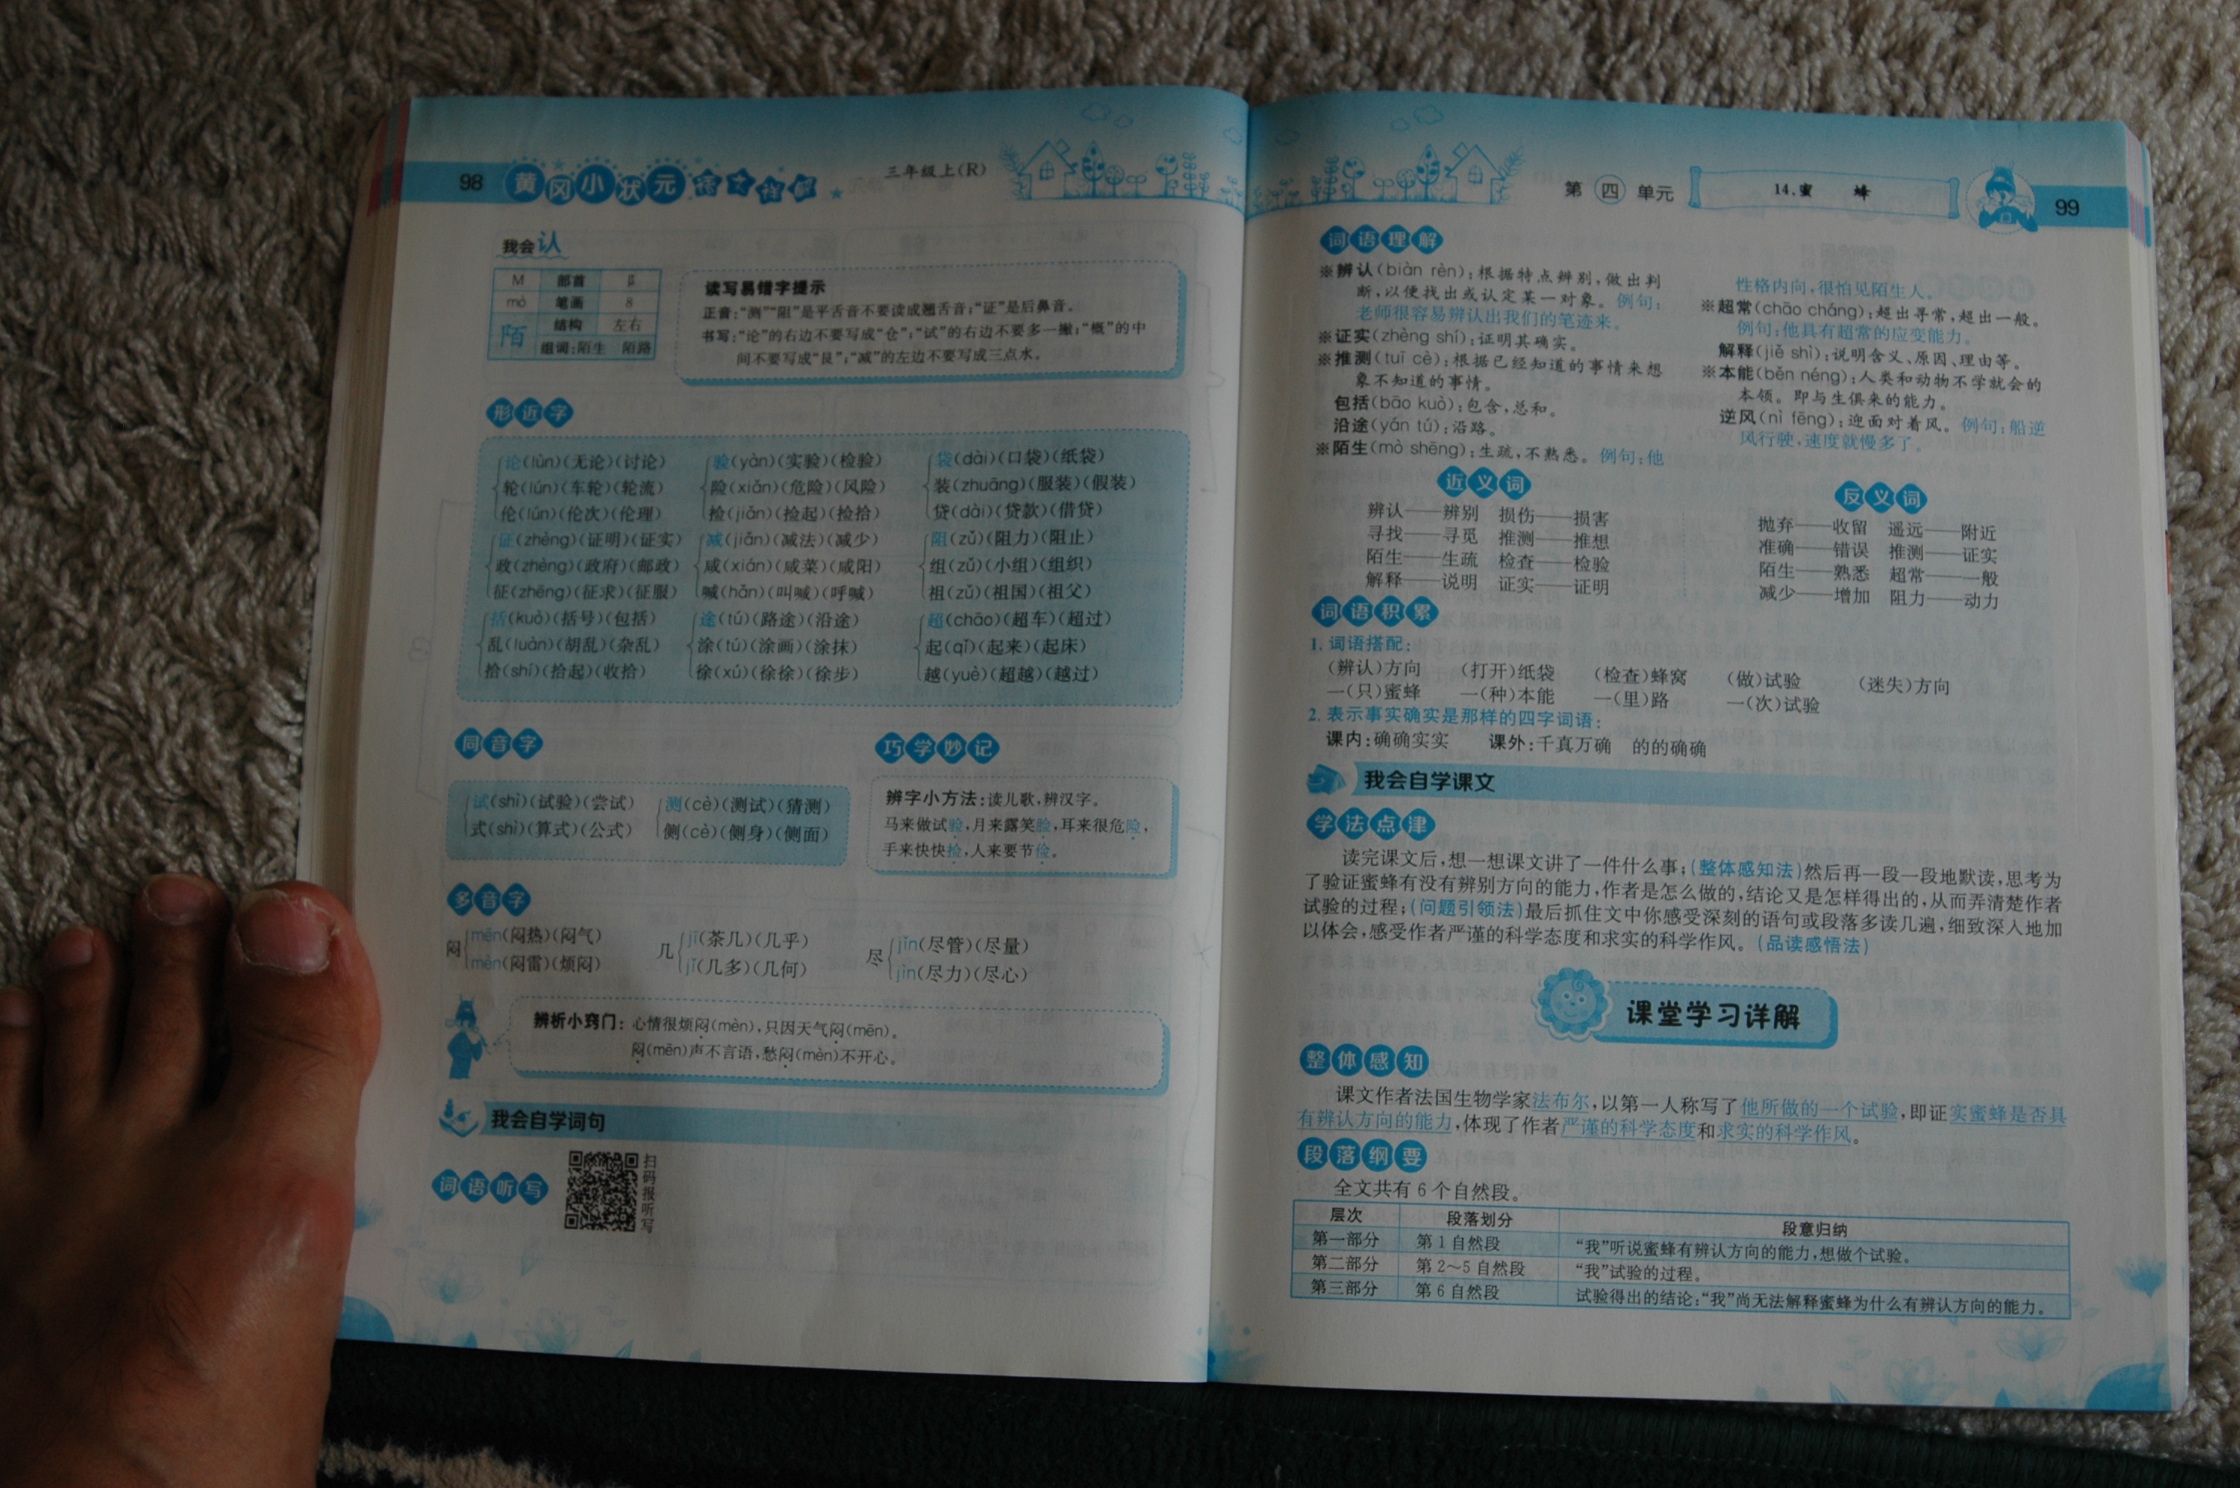 98
黄冈小状元
语文详解
三年级上(R)
我会认
M 部首 阝
mò 笔画 8
陌 结构 左右
组词:陌生 陌路
读写易错字提示
正音:“测”“阻”是平舌音不要读成翘舌音;“证”是后鼻音。
书写:“论”的右边不要写成“仓”;“试”的右边不要多一撇;“概”的中
间不要写成“艮”;“减”的左边不要写成三点水。
形近字
论(lùn)(无论)(讨论)
轮(lún)(车轮)(轮流)
伦(lún)(伦次)(伦理)
证(zhèng)(证明)(证实)
政(zhèng)(政府)(邮政)
征(zhēng)(征求)(征服)
括(kuò)(括号)(包括)
乱(luàn)(胡乱)(杂乱)
拾(shí)(拾起)(收拾)
验(yàn)(实验)(检验)
险(xiǎn)(危险)(风险)
捡(jiǎn)(捡起)(捡拾)
减(jiǎn)(减法)(减少)
咸(xián)(咸菜)(咸阳)
喊(hǎn)(叫喊)(呼喊)
途(tú)(路途)(沿途)
涂(tú)(涂画)(涂抹)
徐(xú)(徐徐)(徐步)
袋(dài)(口袋)(纸袋)
装(zhuāng)(服装)(假装)
贷(dài)(贷款)(借贷)
阻(zǔ)(阻力)(阻止)
组(zǔ)(小组)(组织)
祖(zǔ)(祖国)(祖父)
超(chāo)(超车)(超过)
起(qǐ)(起来)(起床)
越(yuè)(超越)(越过)
同音字
试(shì)(试验)(尝试)
式(shì)(算式)(公式)
测(cè)(测试)(猜测)
侧(cè)(侧身)(侧面)
巧学妙记
辨字小方法:读儿歌,辨汉字。
马来做试验,月来露笑脸,耳来很危险,
手来快快捡,人来要节俭。
多音字
闷
mēn(闷热)(闷气)
mèn(闷雷)(烦闷)
几
jī(茶几)(几乎)
jǐ(几多)(几何)
尽
jǐn(尽管)(尽量)
jìn(尽力)(尽心)
辨析小窍门:心情很烦闷(mèn),只因天气闷(mēn)。
闷(mēn)声不言语,愁闷(mèn)不开心。
我会自学词句
词语听写
扫码报听写
第四单元
14.蜜 蜂
99
词语理解
※辨认(biàn rèn):根据特点辨别,做出判
断,以便找出或认定某一对象。例句:
老师很容易辨认出我们的笔迹来。
※证实(zhèng shí):证明其确实。
※推测(tuī cè):根据已经知道的事情来想
象不知道的事情。
包括(bāo kuò):包含,总和。
沿途(yán tú):沿路。
※陌生(mò shēng):生疏,不熟悉。例句:他
性格内向,很怕见陌生人。
※超常(chāo cháng):超出寻常,超出一般。
例句:他具有超常的应变能力。
解释(jiě shì):说明含义、原因、理由等。
※本能(běn néng):人类和动物不学就会的
本领。即与生俱来的能力。
逆风(nì fēng):迎面对着风。例句:船逆
风行驶,速度就慢多了。
近义词
辨认——辨别 损伤——损害
寻找——寻觅 推测——推想
陌生——生疏 检查——检验
解释——说明 证实——证明
反义词
抛弃——收留 遥远——附近
准确——错误 推测——证实
陌生——熟悉 超常——一般
减少——增加 阻力——动力
词语积累
1.词语搭配:
(辨认)方向 (打开)纸袋 (检查)蜂窝 (做)试验 (迷失)方向
一(只)蜜蜂 一(种)本能 一(里)路 一(次)试验
2.表示事实确实是那样的四字词语:
课内:确确实实 课外:千真万确 的的确确
我会自学课文
学法点津
读完课文后,想一想课文讲了一件什么事;(整体感知法)然后再一段一段地默读,思考为
了验证蜜蜂有没有辨别方向的能力,作者是怎么做的,结论又是怎样得出的,从而弄清楚作者
试验的过程;(问题引领法)最后抓住文中你感受深刻的语句或段落多读几遍,细致深入地加
以体会,感受作者严谨的科学态度和求实的科学作风。(品读感悟法)
课堂学习详解
整体感知
课文作者法国生物学家法布尔,以第一人称写了他所做的一个试验,即证实蜜蜂是否具
有辨认方向的能力,体现了作者严谨的科学态度和求实的科学作风。
段落纲要
全文共有6个自然段。
层次 段落划分 段意归纳
第一部分 第1自然段 “我”听说蜜蜂有辨认方向的能力,想做个试验。
第二部分 第2~5自然段 “我”试验的过程。
第三部分 第6自然段 试验得出的结论:“我”尚无法解释蜜蜂为什么有辨认方向的能力。